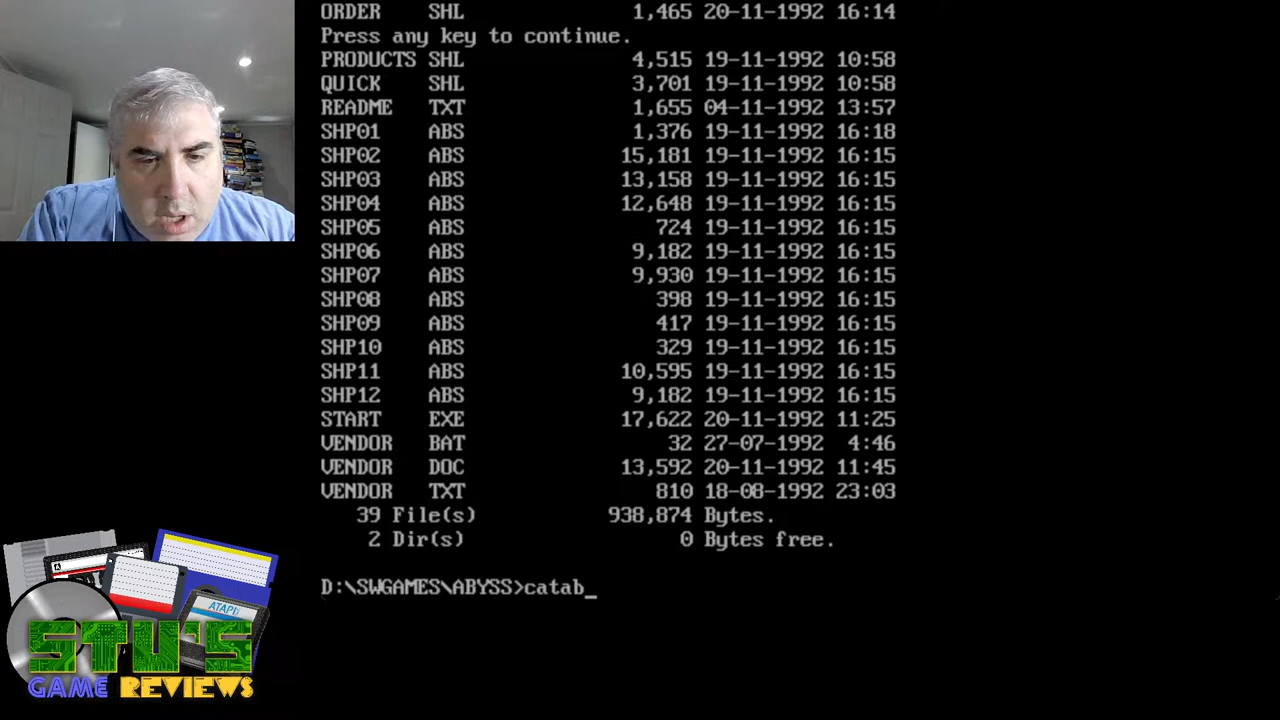 ORDER SHL 1,465 20-11-1992 16:14
Press any key to continue.
PRODUCTS SHL 4,515 19-11-1992 10:58
QUICK SHL 3,701 19-11-1992 10:58
README TXT 1,655 04-11-1992 13:57
SHP01 ABS 1,376 19-11-1992 16:18
SHP02 ABS 15,181 19-11-1992 16:15
SHP03 ABS 13,158 19-11-1992 16:15
SHP04 ABS 12,648 19-11-1992 16:15
SHP05 ABS 724 19-11-1992 16:15
SHP06 ABS 9,182 19-11-1992 16:15
SHP07 ABS 9,930 19-11-1992 16:15
SHP08 ABS 398 19-11-1992 16:15
SHP09 ABS 417 19-11-1992 16:15
SHP10 ABS 329 19-11-1992 16:15
SHP11 ABS 10,595 19-11-1992 16:15
SHP12 ABS 9,182 19-11-1992 16:15
START EXE 17,622 20-11-1992 11:25
VENDOR BAT 32 27-07-1992 4:46
VENDOR DOC 13,592 20-11-1992 11:45
VENDOR TXT 810 18-08-1992 23:03
39 File(s) 938,874 Bytes.
2 Dir(s) 0 Bytes free.
D:\SWGAMES\ABYSS>catab_
ATAPI
STU'S
GAME REVIEWS